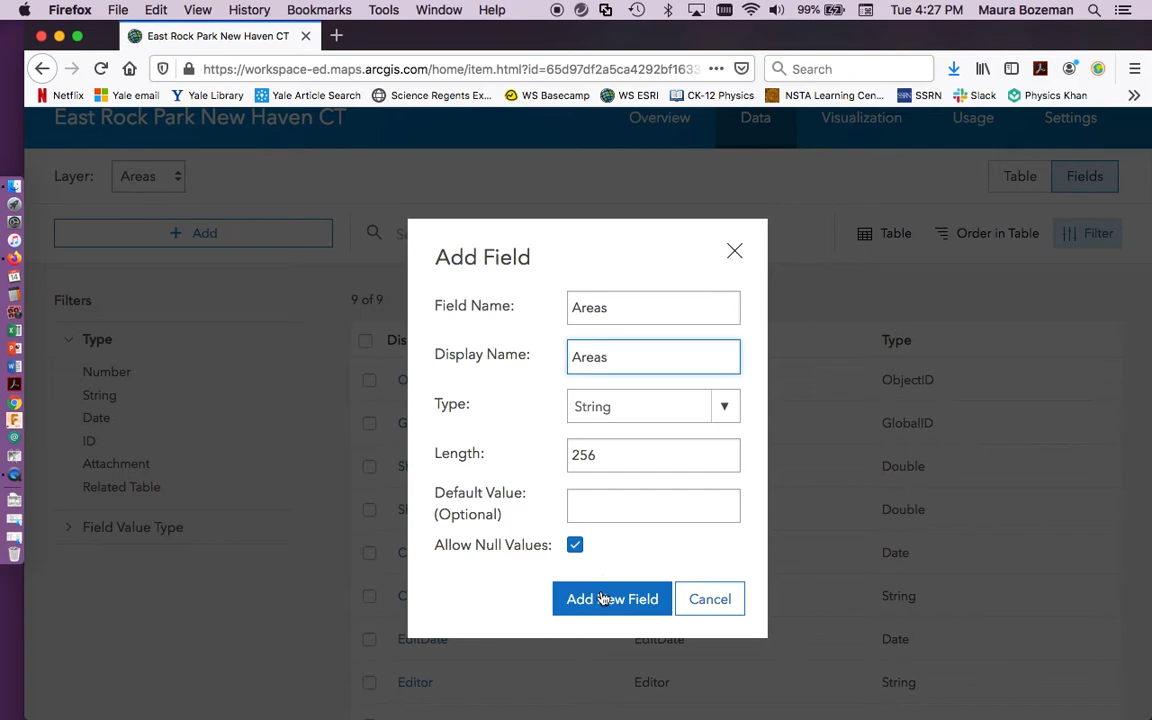 Firefox File Edit View History Bookmarks Tools Window Help 99% Tue 4:27 PM Maura Bozeman
East Rock Park New Haven CT
https://workspace-ed.maps.arcgis.com/home/item.html?id=65d97df2a5ca4292bf1633 Search
Netflix Yale email Yale Library Yale Article Search Science Regents Ex... WS Basecamp WS ESRI CK-12 Physics NSTA Learning Cen... SSRN Slack Physics Khan
East Rock Park New Haven CT Overview Data Visualization Usage Settings
Layer: Areas Table Fields
+ Add Table Order in Table Filter
Add Field
Filters 9 of 9
Field Name: Areas
Type Type
Display Name: Areas
Number ObjectID
String
Type: String
Date GlobalID
ID
Length: 256
Attachment Double
Related Table
Default Value:
(Optional)
Double
Field Value Type
Allow Null Values:
Date
Add New Field Cancel
String
EditDate EditDate Date
Editor Editor String